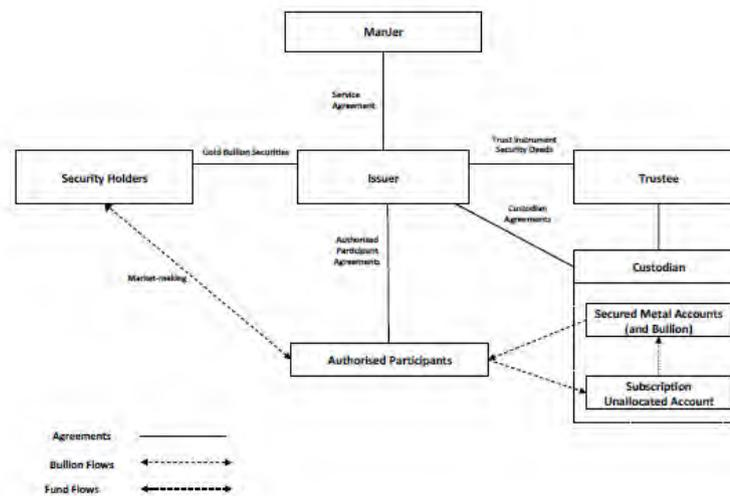 ManJer
Service
Agreement
Gold Bullion Securities
Trust Instrument
Security Deeds
Security Holders
Issuer
Trustee
Custodian
Agreements
Authorised
Participant
Agreements
Market-making
Custodian
Secured Metal Accounts
(and Bullion)
Authorised Participants
Subscription
Unallocated Account
Agreements
Bullion Flows
Fund Flows